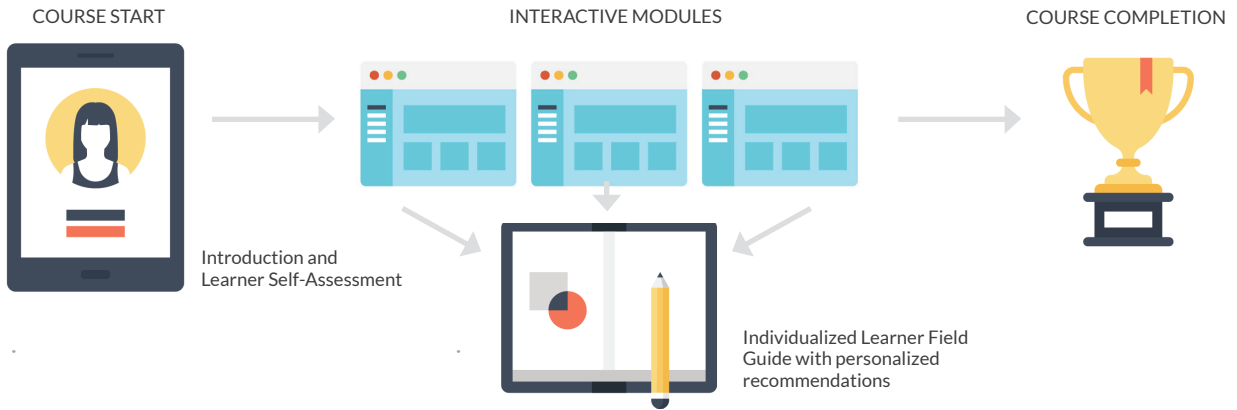 COURSE START
INTERACTIVE MODULES
COURSE COMPLETION
Introduction and
Learner Self-Assessment
Individualized Learner Field
Guide with personalized
recommendations